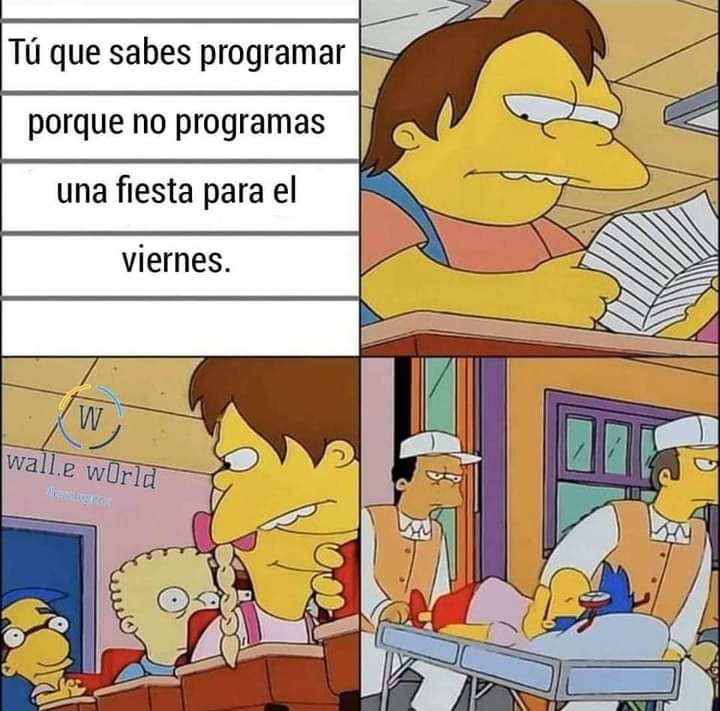 Tú que sabes programar
porque no programas
una fiesta para el
viernes.
W
wall.e w0rld